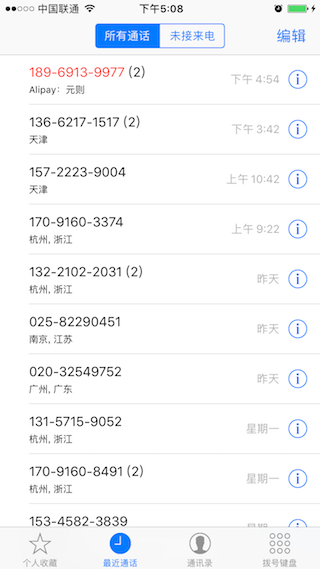 中国联通 下午5:08
所有通话 未接来电 编辑
189-6913-9977 (2) 下午 4:54
Alipay：元则
136-6217-1517 (2) 下午 3:42
天津
157-2223-9004 上午 10:42
天津
170-9160-3374 上午 9:22
杭州, 浙江
132-2102-2031 (2) 昨天
杭州, 浙江
025-82290451 昨天
南京, 江苏
020-32549752 昨天
广州, 广东
131-5715-9052 星期一
杭州, 浙江
170-9160-8491 (2) 星期一
杭州, 浙江
153-4582-3839
个人收藏 最近通话 通讯录 拨号键盘